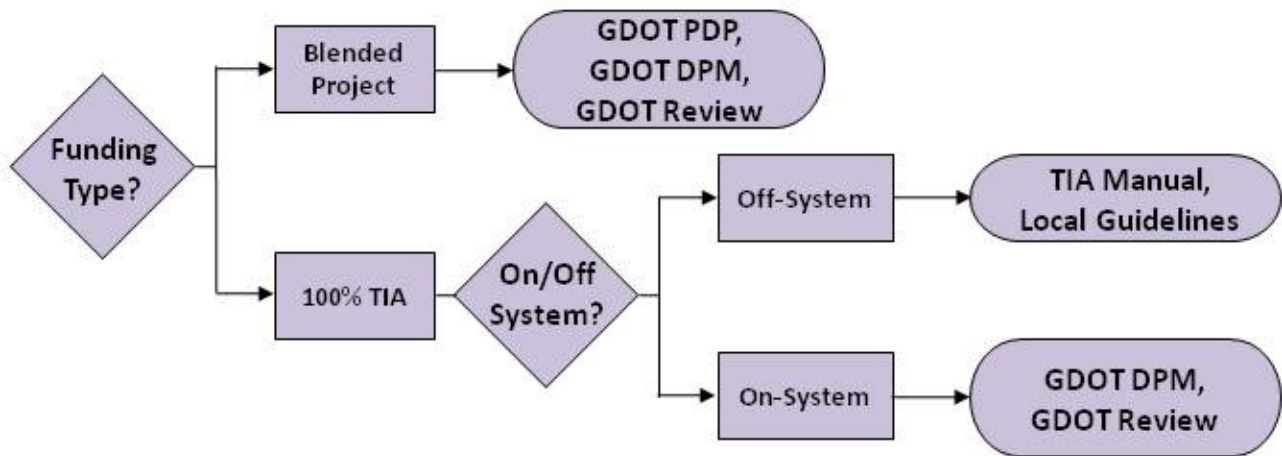 Funding
Type?
Blended
Project
GDOT PDP,
GDOT DPM,
GDOT Review
100% TIA
On/Off
System?
Off-System
TIA Manual,
Local Guidelines
On-System
GDOT DPM,
GDOT Review